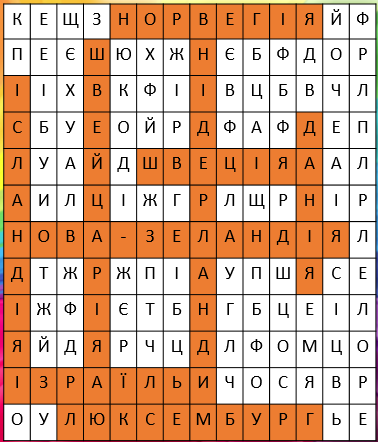 К Е Щ З Н О Р В Е Г І Я Й Ф
П Е Є Ш Ю Х Ж Н Є Б Ф Д О Р
І І Х В К Ф І І В Ц Б В Ч Л
С Б У Е О Й Р Д Ф А Ф Д Е П
Л У А Й Д Ш В Е Ц І Я А А Л
А И Л Ц І Ж Г Р Л Щ Р Н І Р
Н О В А - З Е Л А Н Д І Я Л
Д Т Ж Р Ж П І А У П Ш Я С Е
І Ж Ф І Є Т Б Н Г Б Ц Е І Л
Я Й Д Я Р Ч Ц Д Л Ф О М Ц О
І З Р А Ї Л Ь И Ч О С Я В Р
О У Л Ю К С Е М Б У Р Г Ь Е